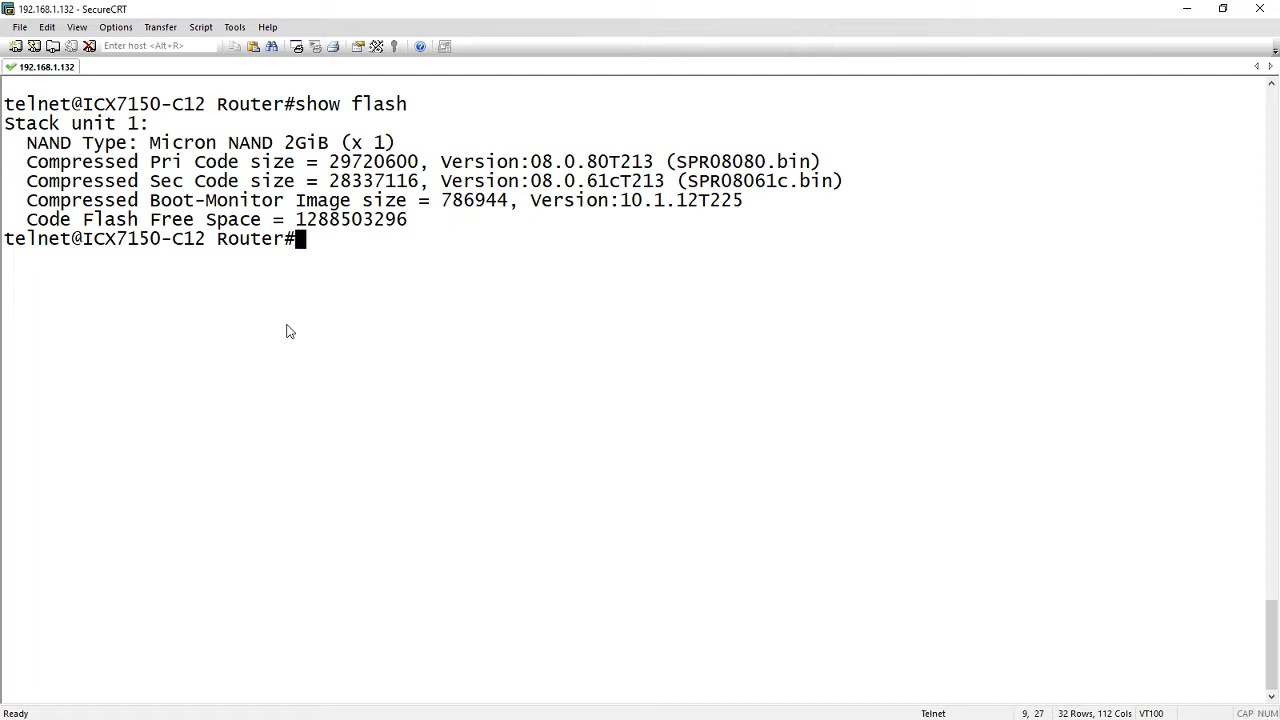 192.168.1.132 - SecureCRT
File Edit View Options Transfer Script Tools Help
Enter host <Alt+R>
192.168.1.132
telnet@ICX7150-C12 Router#show flash
Stack unit 1:
  NAND Type: Micron NAND 2GiB (x 1)
  Compressed Pri Code size = 29720600, Version:08.0.80T213 (SPR08080.bin)
  Compressed Sec Code size = 28337116, Version:08.0.61cT213 (SPR08061c.bin)
  Compressed Boot-Monitor Image size = 786944, Version:10.1.12T225
  Code Flash Free Space = 1288503296
telnet@ICX7150-C12 Router#
Ready Telnet 9, 27 32 Rows, 112 Cols VT100 CAP NUM